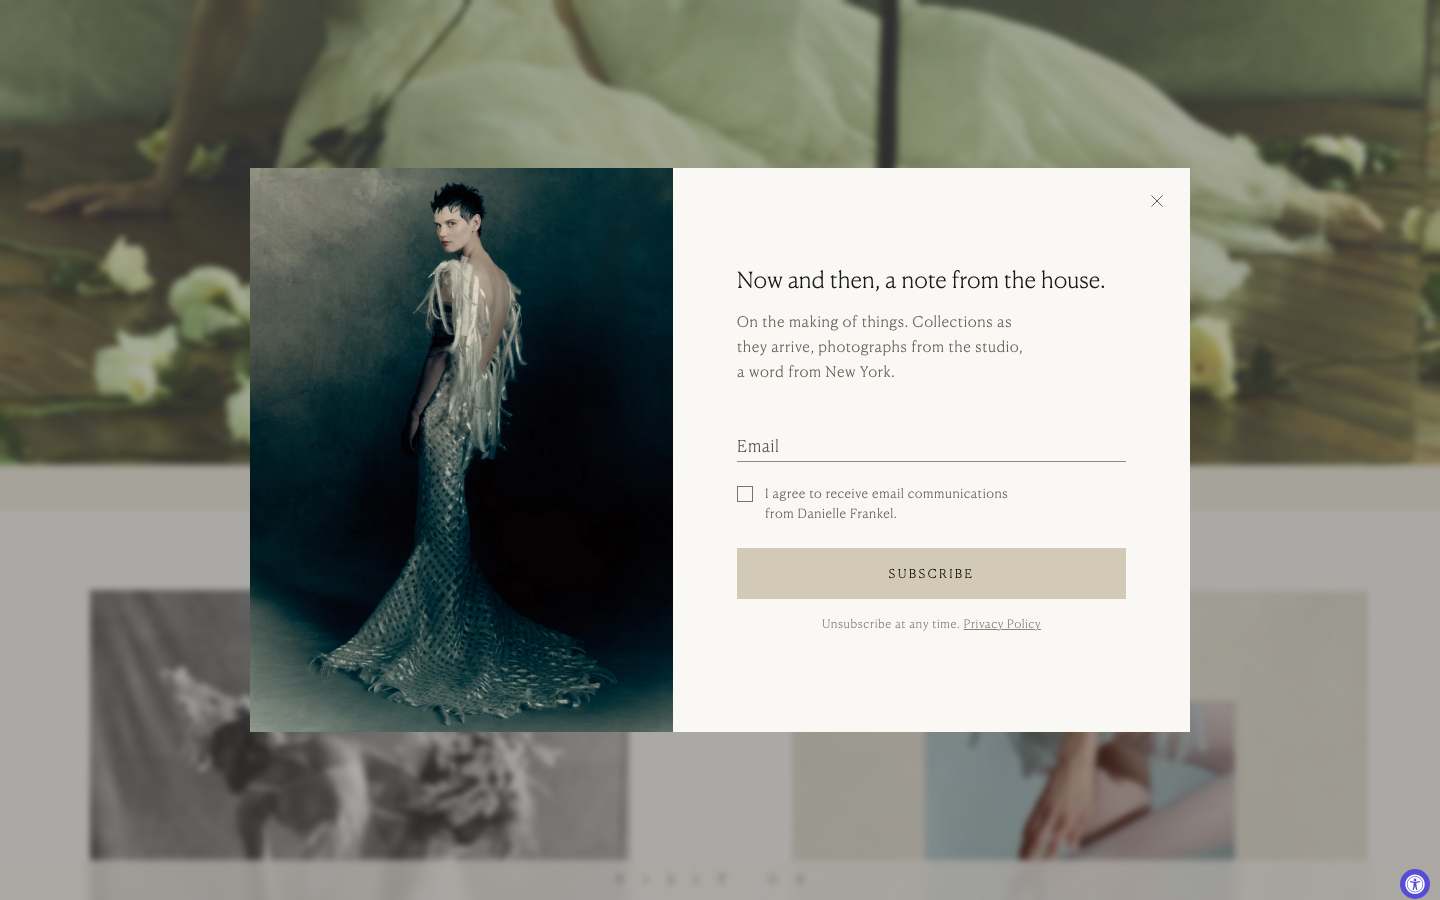 Now and then, a note from the house.
On the making of things. Collections as
they arrive, photographs from the studio,
a word from New York.
Email
I agree to receive email communications
from Danielle Frankel.
SUBSCRIBE
Unsubscribe at any time. Privacy Policy